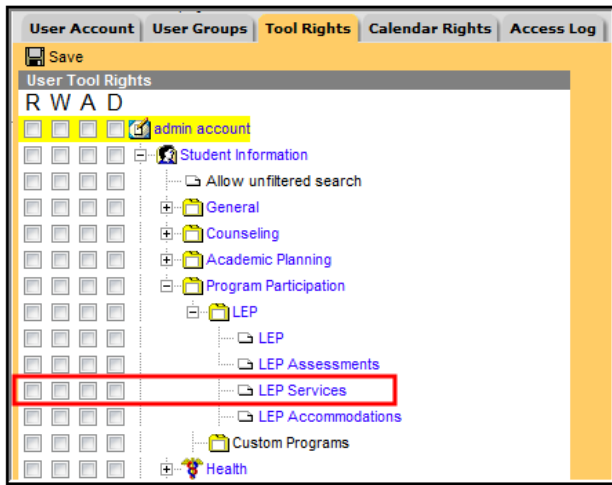 User Account User Groups Tool Rights Calendar Rights Access Log
Save
User Tool Rights
R W A D
admin account
Student Information
Allow unfiltered search
General
Counseling
Academic Planning
Program Participation
LEP
LEP
LEP Assessments
LEP Services
LEP Accommodations
Custom Programs
Health